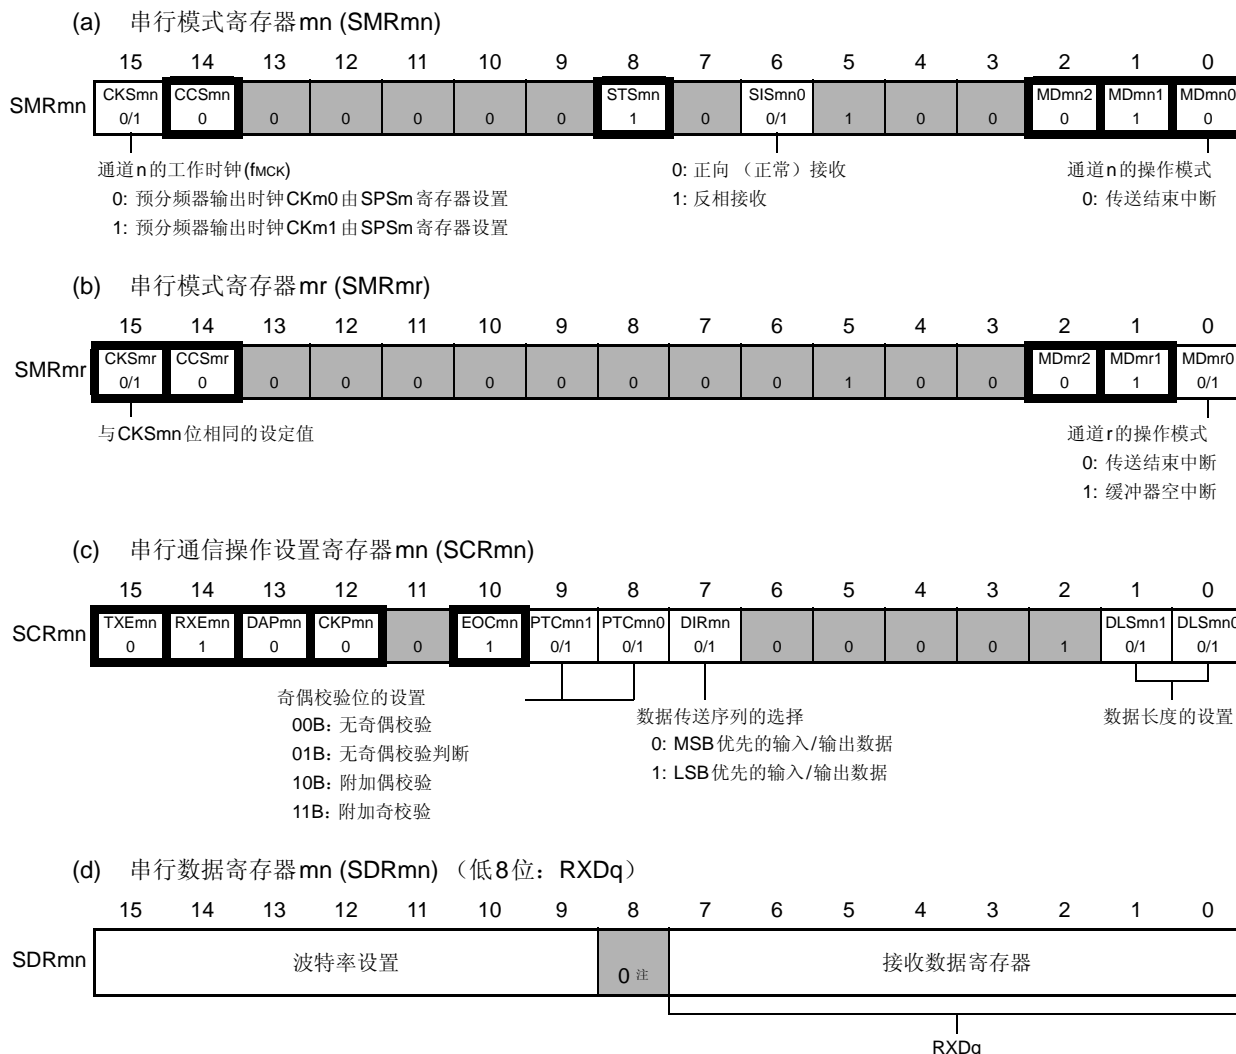 (a) 串行模式寄存器mn (SMRmn)
15 14 13 12 11 10 9 8 7 6 5 4 3 2 1 0
SMRmn
CKSmn CCSmn STSmn SISmn0 MDmn2 MDmn1 MDmn0
0/1 0 0 0 0 0 0 1 0 0/1 1 0 0 0 1 0
通道n的工作时钟(fMCK)
0: 预分频器输出时钟CKm0由SPSm寄存器设置
1: 预分频器输出时钟CKm1由SPSm寄存器设置
0: 正向 （正常）接收
1: 反相接收
通道n的操作模式
0: 传送结束中断
(b) 串行模式寄存器mr (SMRmr)
15 14 13 12 11 10 9 8 7 6 5 4 3 2 1 0
SMRmr
CKSmr CCSmr MDmr2 MDmr1 MDmr0
0/1 0 0 0 0 0 0 0 0 0 1 0 0 0 1 0/1
与CKSmn位相同的设定值
通道r的操作模式
0: 传送结束中断
1: 缓冲器空中断
(c) 串行通信操作设置寄存器mn (SCRmn)
15 14 13 12 11 10 9 8 7 6 5 4 3 2 1 0
SCRmn
TXEmn RXEmn DAPmn CKPmn EOCmn PTCmn1 PTCmn0 DIRmn DLSmn1 DLSmn0
0 1 0 0 0 1 0/1 0/1 0/1 0 0 0 0 1 0/1 0/1
奇偶校验位的设置
00B：无奇偶校验
01B：无奇偶校验判断
10B：附加偶校验
11B：附加奇校验
数据传送序列的选择
0: MSB优先的输入/输出数据
1: LSB优先的输入/输出数据
数据长度的设置
(d) 串行数据寄存器mn (SDRmn) （低8位：RXDq）
15 14 13 12 11 10 9 8 7 6 5 4 3 2 1 0
SDRmn
波特率设置
0 注
接收数据寄存器
RXDq